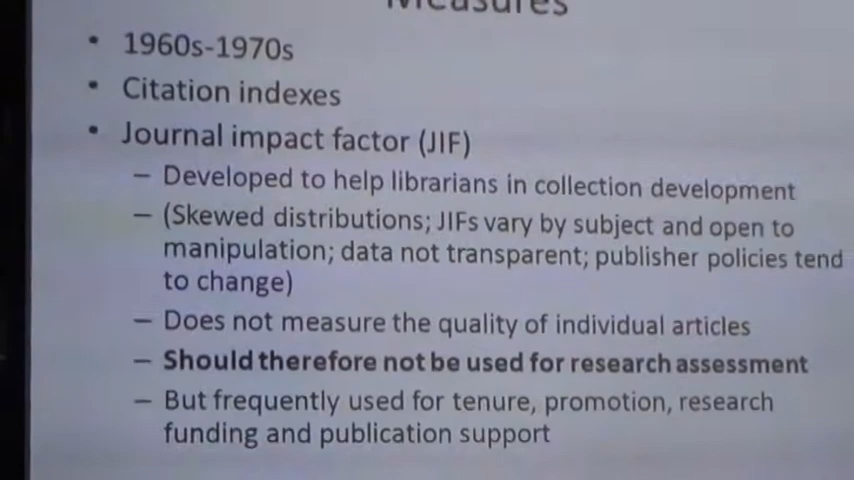 Measures
• 1960s-1970s
• Citation indexes
• Journal impact factor (JIF)
– Developed to help librarians in collection development
– (Skewed distributions; JIFs vary by subject and open to
manipulation; data not transparent; publisher policies tend
to change)
– Does not measure the quality of individual articles
– Should therefore not be used for research assessment
– But frequently used for tenure, promotion, research
funding and publication support